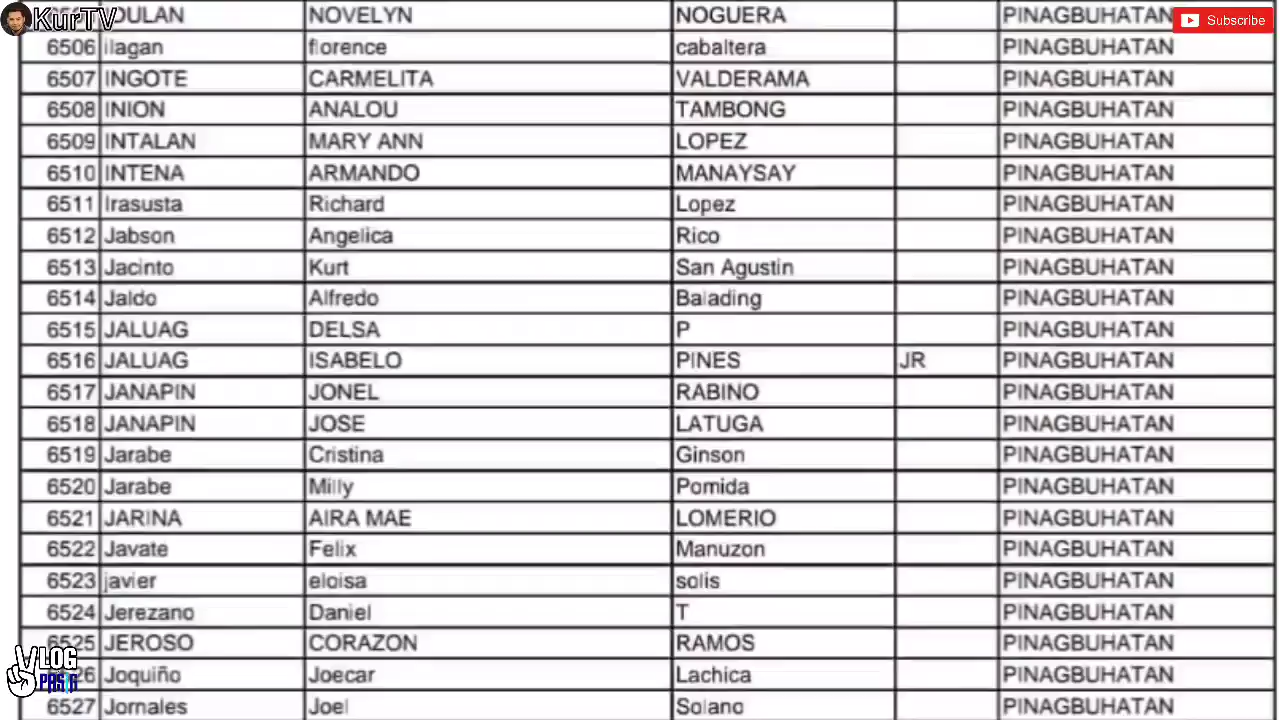 KurTV
Subscribe
DULAN NOVELYN NOGUERA PINAGBUHATAN
6506 ilagan florence cabaltera PINAGBUHATAN
6507 INGOTE CARMELITA VALDERAMA PINAGBUHATAN
6508 INION ANALOU TAMBONG PINAGBUHATAN
6509 INTALAN MARY ANN LOPEZ PINAGBUHATAN
6510 INTENA ARMANDO MANAYSAY PINAGBUHATAN
6511 Irasusta Richard Lopez PINAGBUHATAN
6512 Jabson Angelica Rico PINAGBUHATAN
6513 Jacinto Kurt San Agustin PINAGBUHATAN
6514 Jaldo Alfredo Balading PINAGBUHATAN
6515 JALUAG DELSA P PINAGBUHATAN
6516 JALUAG ISABELO PINES JR PINAGBUHATAN
6517 JANAPIN JONEL RABINO PINAGBUHATAN
6518 JANAPIN JOSE LATUGA PINAGBUHATAN
6519 Jarabe Cristina Ginson PINAGBUHATAN
6520 Jarabe Milly Pomida PINAGBUHATAN
6521 JARINA AIRA MAE LOMERIO PINAGBUHATAN
6522 Javate Felix Manuzon PINAGBUHATAN
6523 javier eloisa solis PINAGBUHATAN
6524 Jerezano Daniel T PINAGBUHATAN
6525 JEROSO CORAZON RAMOS PINAGBUHATAN
6526 Joquiño Joecar Lachica PINAGBUHATAN
6527 Jornales Joel Solano PINAGBUHATAN
VLOG
PASIG